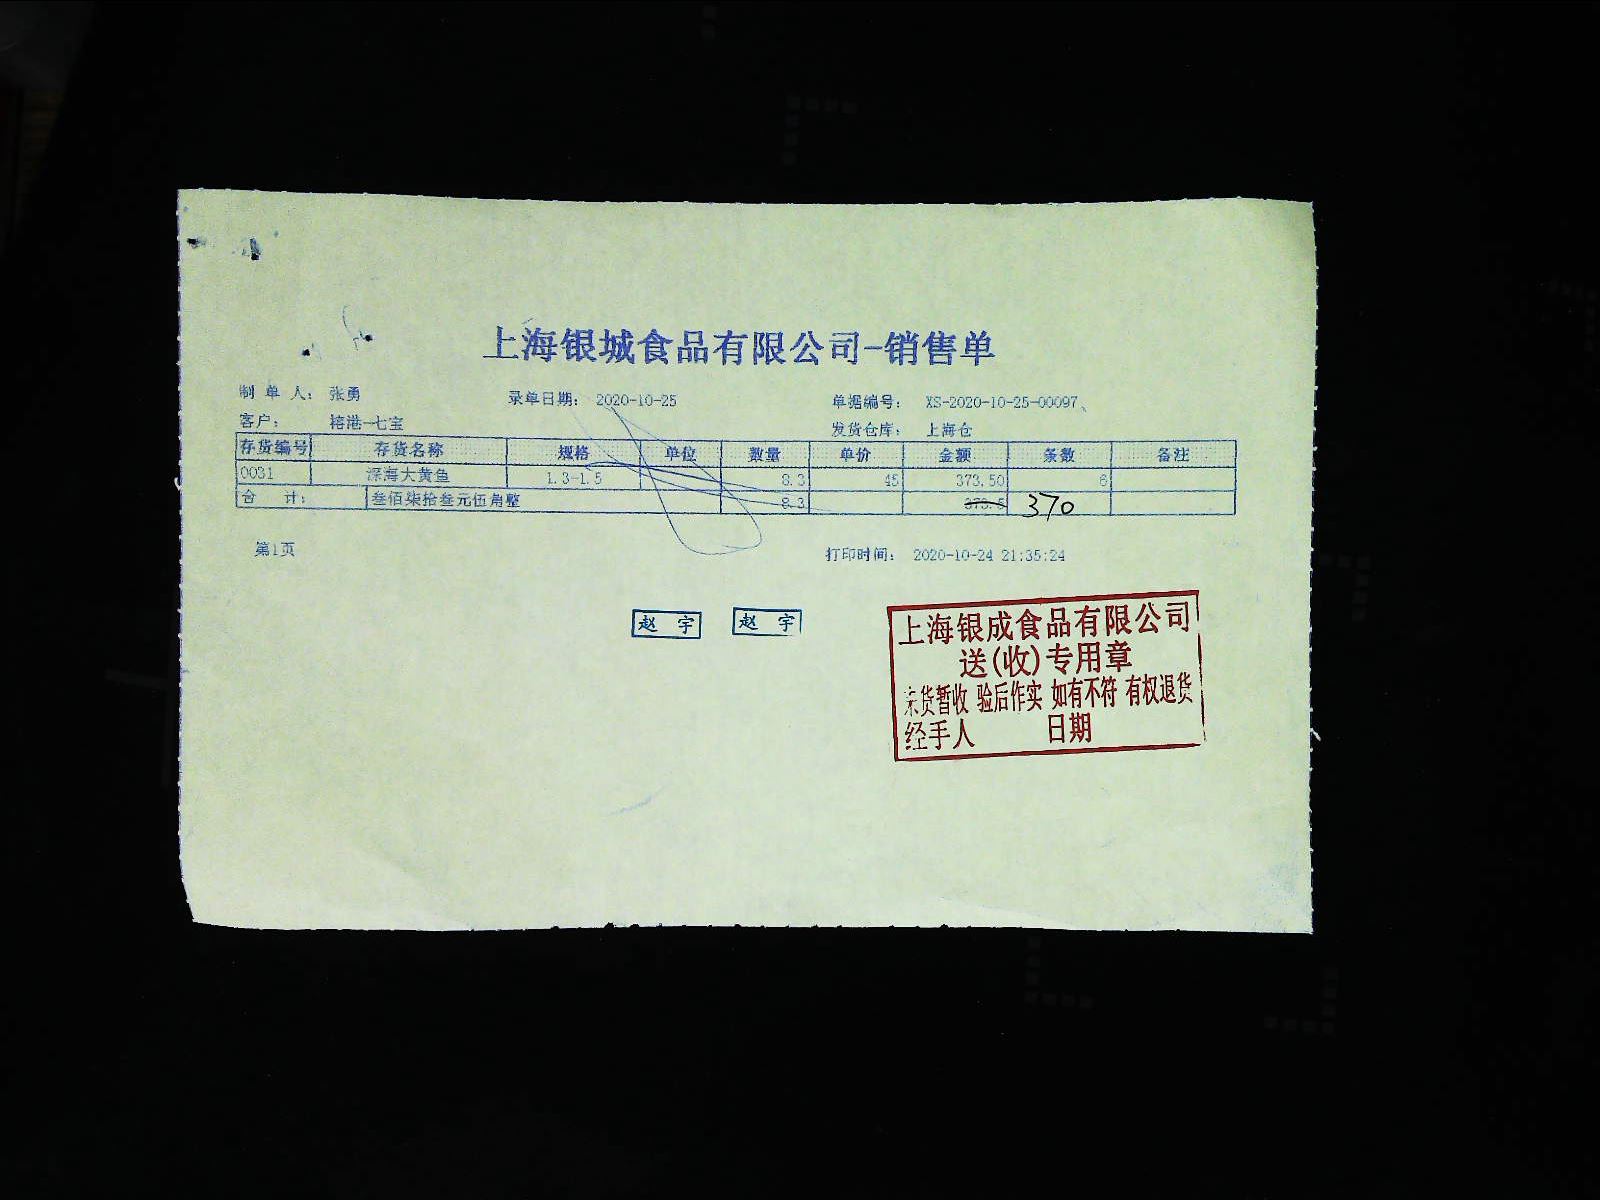 上海银城食品有限公司-销售单
制 单 人： 张勇 录单日期： 2020-10-25 单据编号： XS-2020-10-25-00097
客户： 榕港-七宝 发货仓库： 上海仓
存货编号 存货名称 规格 单位 数量 单价 金额 条数 备注
0031 深海大黄鱼 1.3-1.5 8.3 45 373.50 6
合 计： 叁佰柒拾叁元伍角整 8.3 373.5 370
第1页 打印时间： 2020-10-24 21:35:24
赵 宇 赵 宇
上海银成食品有限公司
送(收)专用章
来货暂收 验后作实 如有不符 有权退货
经手人 日期